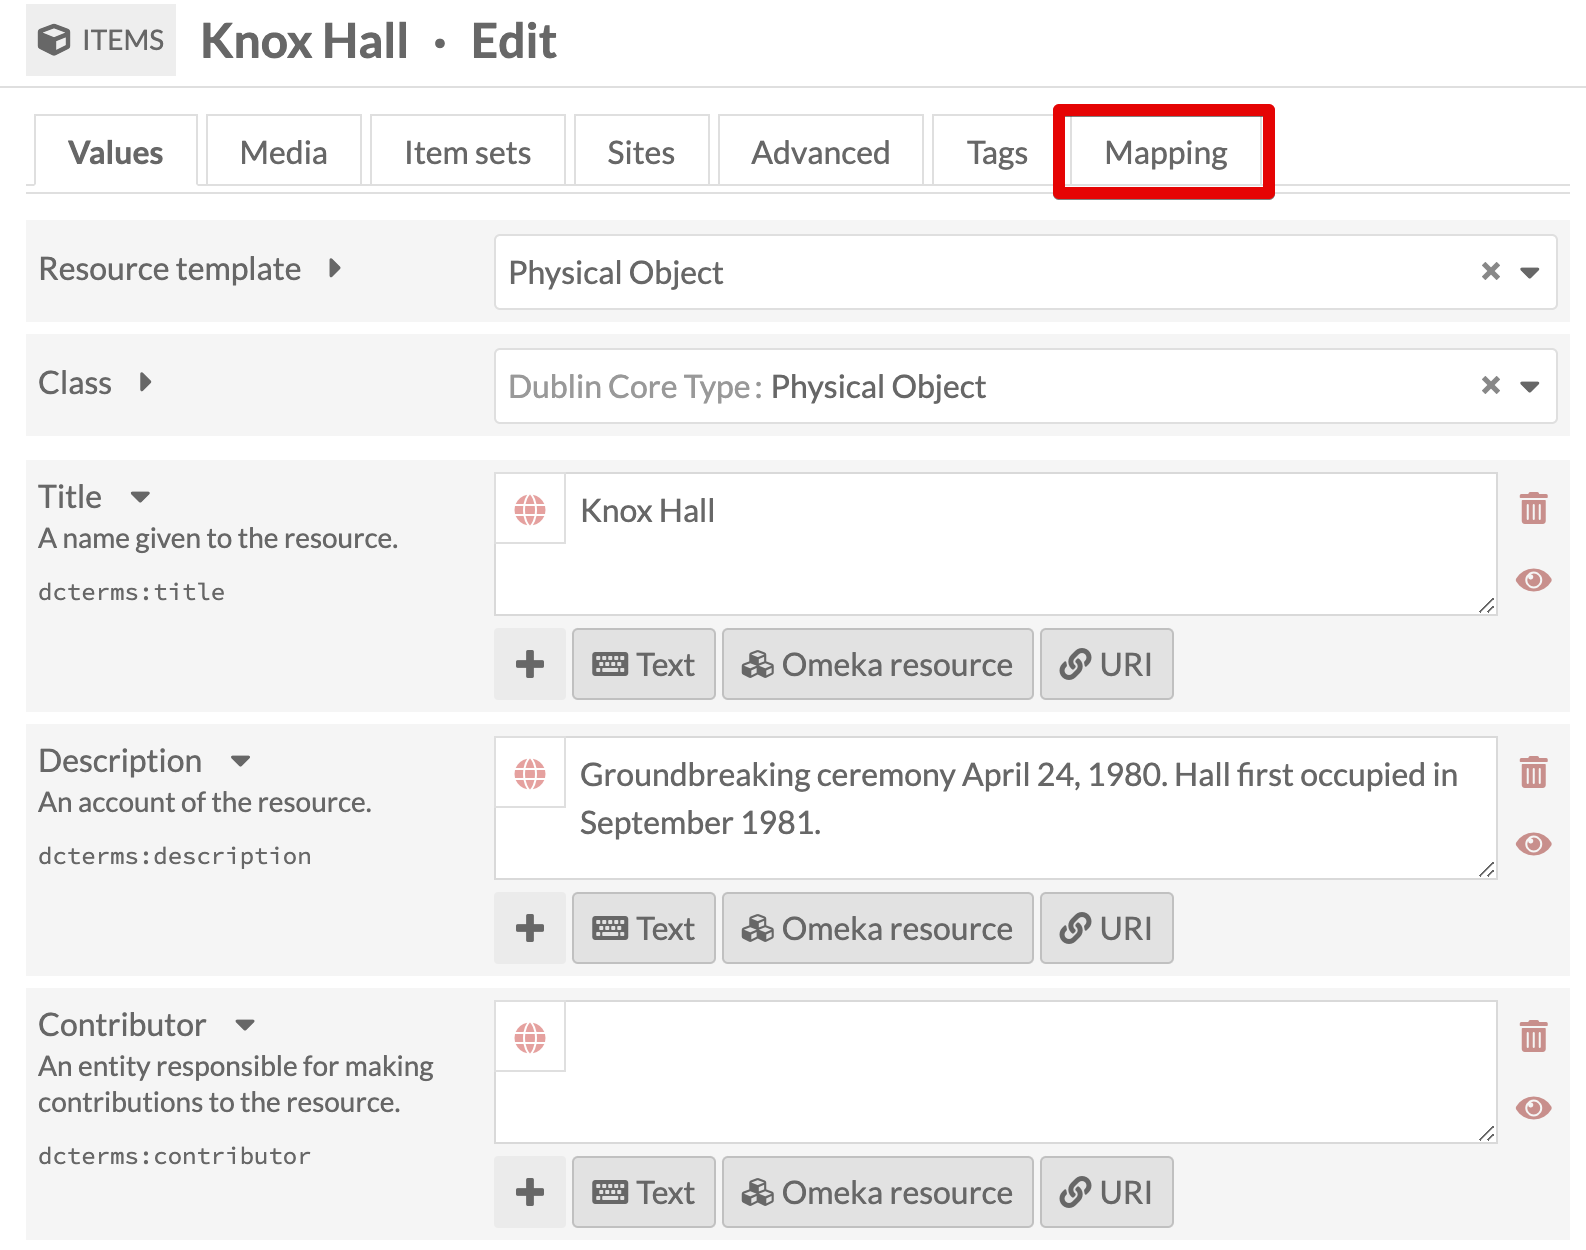 ITEMS Knox Hall · Edit
Values Media Item sets Sites Advanced Tags Mapping
Resource template Physical Object
Class Dublin Core Type: Physical Object
Title Knox Hall
A name given to the resource.
dcterms:title
Text Omeka resource URI
Description Groundbreaking ceremony April 24, 1980. Hall first occupied in
September 1981.
An account of the resource.
dcterms:description
Text Omeka resource URI
Contributor
An entity responsible for making
contributions to the resource.
dcterms:contributor
Text Omeka resource URI